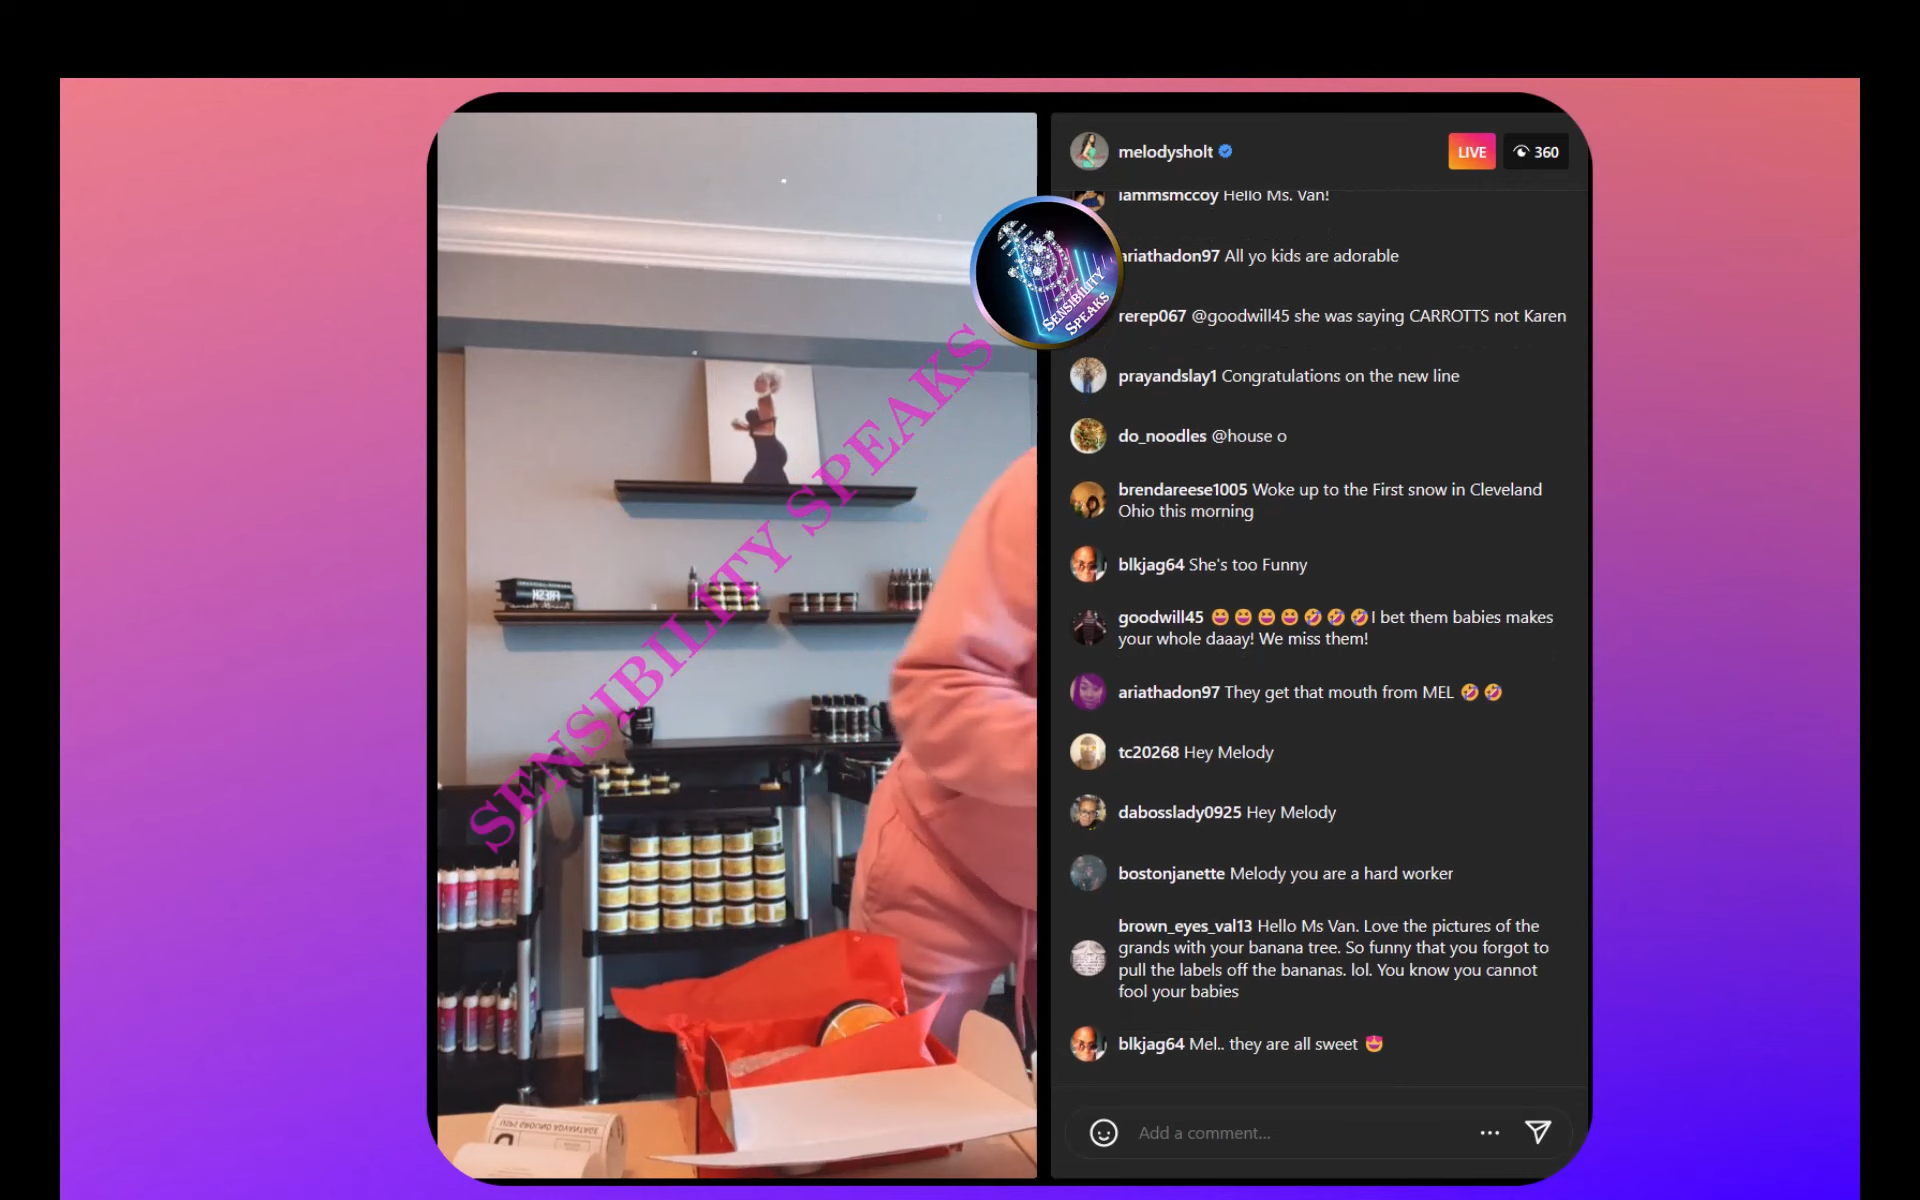 melodysholt
LIVE
360
iammsmccoy Hello Ms. Van!
ariathadon97 All yo kids are adorable
rerep067 @goodwill45 she was saying CARROTTS not Karen
prayandslay1 Congratulations on the new line
do_noodles @house o
brendareese1005 Woke up to the First snow in Cleveland
Ohio this morning
blkjag64 She's too Funny
goodwill45 😆😆😆😆🤣🤣🤣I bet them babies makes
your whole daaay! We miss them!
ariathadon97 They get that mouth from MEL 🤣🤣
tc20268 Hey Melody
dabosslady0925 Hey Melody
bostonjanette Melody you are a hard worker
brown_eyes_val13 Hello Ms Van. Love the pictures of the
grands with your banana tree. So funny that you forgot to
pull the labels off the bananas. lol. You know you cannot
fool your babies
blkjag64 Mel.. they are all sweet 😍
Add a comment...
SENSIBILITY
SPEAKS
SENSIBILITY SPEAKS
FRESH